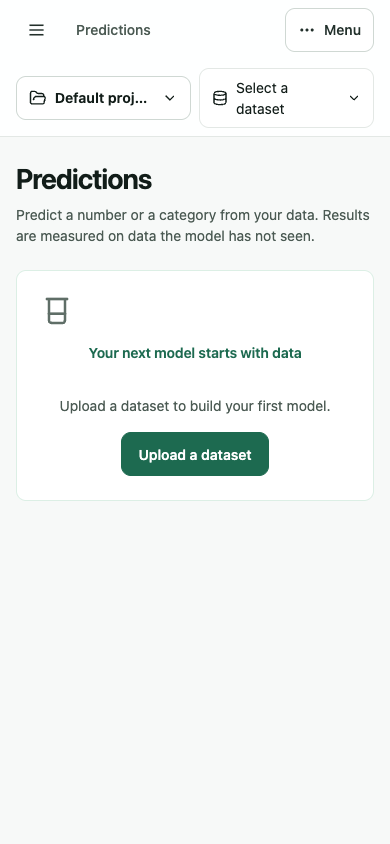 Predictions
Menu
Default proj...
Select a
dataset
Predictions
Predict a number or a category from your data. Results
are measured on data the model has not seen.
Your next model starts with data
Upload a dataset to build your first model.
Upload a dataset